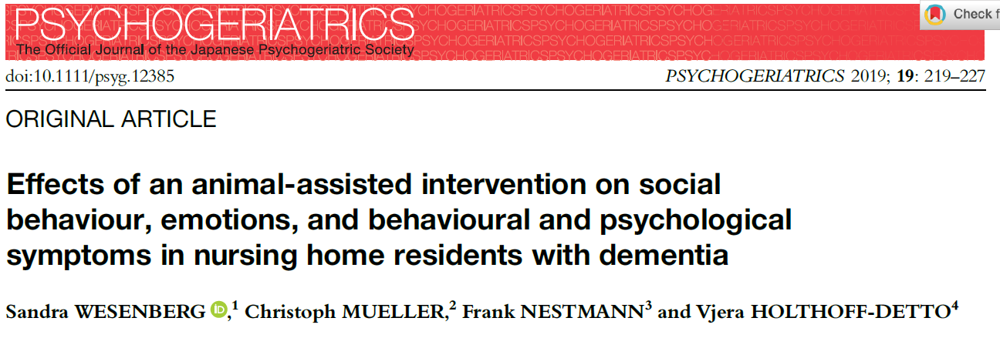 PSYCHOGERIATRICS
The Official Journal of the Japanese Psychogeriatric Society
Check f
doi:10.1111/psyg.12385
PSYCHOGERIATRICS 2019; 19: 219–227
ORIGINAL ARTICLE
Effects of an animal-assisted intervention on social
behaviour, emotions, and behavioural and psychological
symptoms in nursing home residents with dementia
Sandra WESENBERG iD,1 Christoph MUELLER,2 Frank NESTMANN3 and Vjera HOLTHOFF-DETTO4